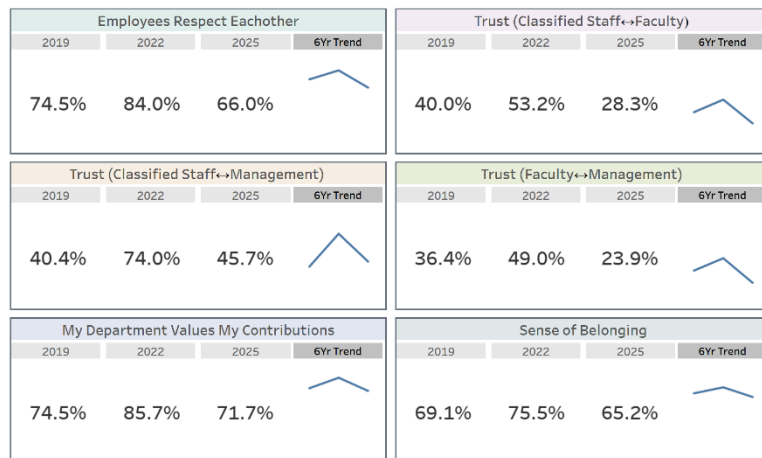 Employees Respect Eachother
2019 2022 2025 6Yr Trend
74.5% 84.0% 66.0%
Trust (Classified Staff↔Faculty)
2019 2022 2025 6Yr Trend
40.0% 53.2% 28.3%
Trust (Classified Staff↔Management)
2019 2022 2025 6Yr Trend
40.4% 74.0% 45.7%
Trust (Faculty↔Management)
2019 2022 2025 6Yr Trend
36.4% 49.0% 23.9%
My Department Values My Contributions
2019 2022 2025 6Yr Trend
74.5% 85.7% 71.7%
Sense of Belonging
2019 2022 2025 6Yr Trend
69.1% 75.5% 65.2%